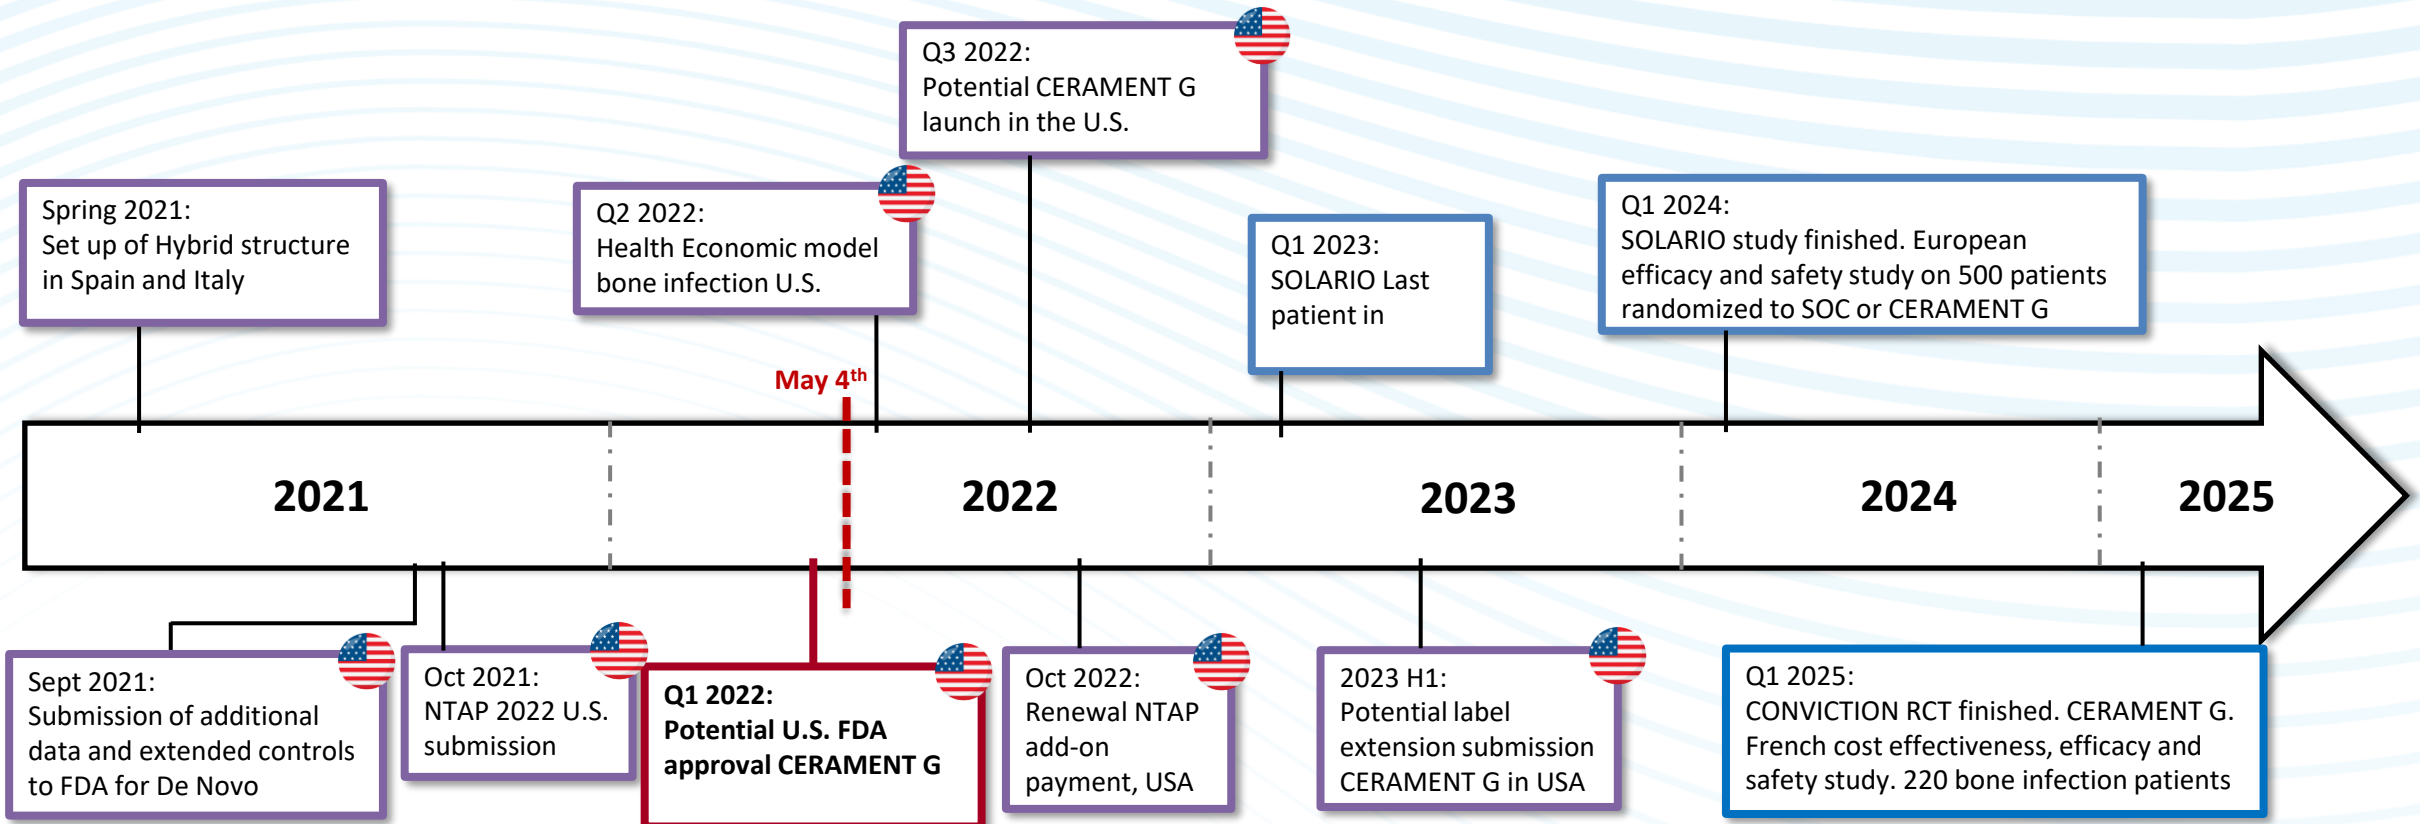 Q3 2022:
Potential CERAMENT G
launch in the U.S.
Spring 2021:
Set up of Hybrid structure
in Spain and Italy
Q2 2022:
Health Economic model
bone infection U.S.
Q1 2023:
SOLARIO Last
patient in
Q1 2024:
SOLARIO study finished. European
efficacy and safety study on 500 patients
randomized to SOC or CERAMENT G
May 4th
2021
2022
2023
2024
2025
Sept 2021:
Submission of additional
data and extended controls
to FDA for De Novo
Oct 2021:
NTAP 2022 U.S.
submission
Q1 2022:
Potential U.S. FDA
approval CERAMENT G
Oct 2022:
Renewal NTAP
add-on
payment, USA
2023 H1:
Potential label
extension submission
CERAMENT G in USA
Q1 2025:
CONVICTION RCT finished. CERAMENT G.
French cost effectiveness, efficacy and
safety study. 220 bone infection patients